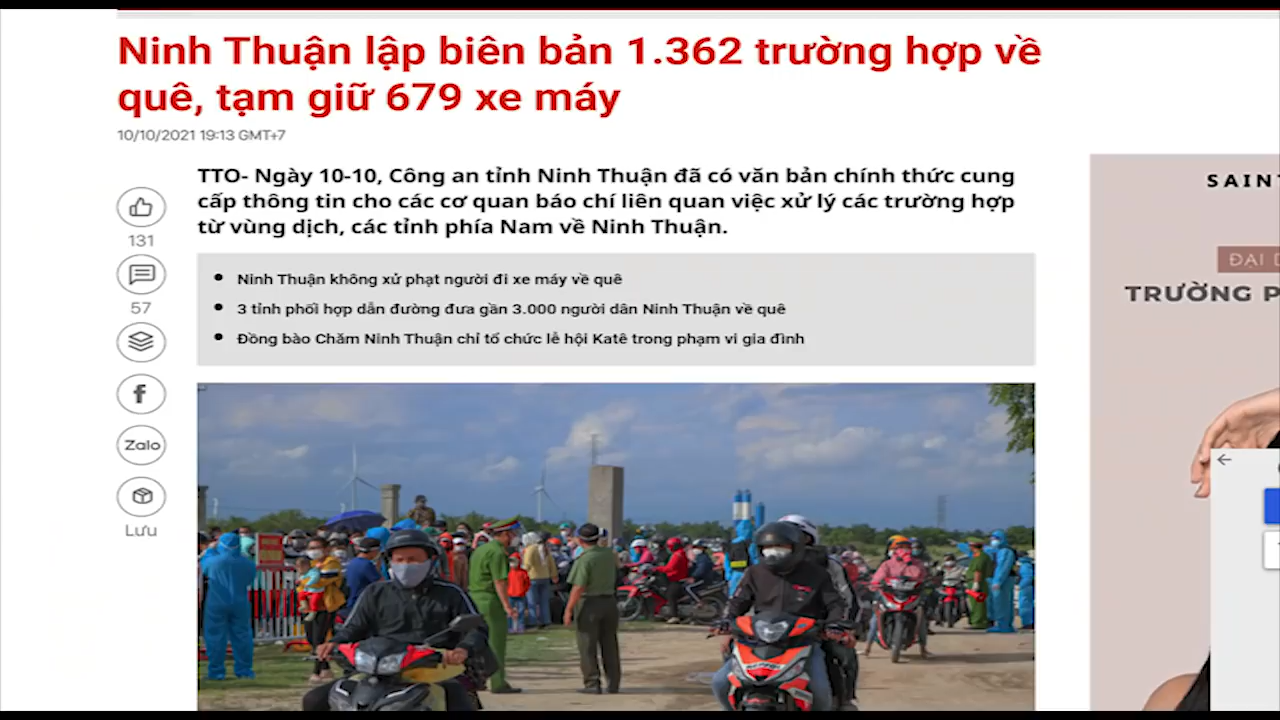 Ninh Thuận lập biên bản 1.362 trường hợp về
quê, tạm giữ 679 xe máy
10/10/2021 19:13 GMT+7
TTO- Ngày 10-10, Công an tỉnh Ninh Thuận đã có văn bản chính thức cung
cấp thông tin cho các cơ quan báo chí liên quan việc xử lý các trường hợp
từ vùng dịch, các tỉnh phía Nam về Ninh Thuận.
131
57
Zalo
Lưu
Ninh Thuận không xử phạt người đi xe máy về quê
3 tỉnh phối hợp dẫn đường đưa gần 3.000 người dân Ninh Thuận về quê
Đồng bào Chăm Ninh Thuận chỉ tổ chức lễ hội Katê trong phạm vi gia đình
SAIN
ĐẠI
TRƯỜNG P